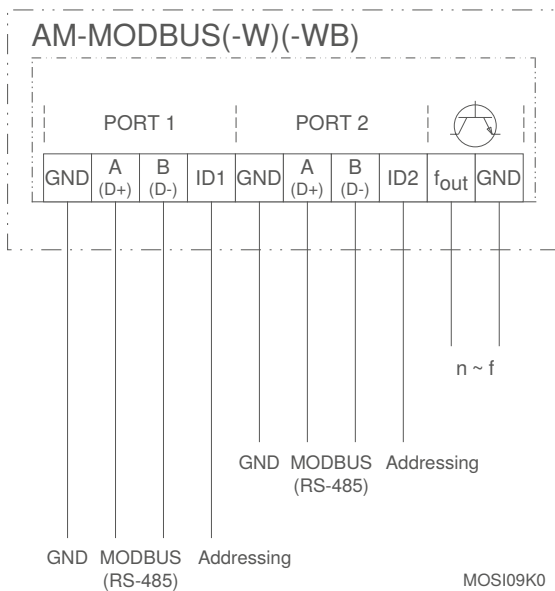 AM-MODBUS(-W)(-WB)
PORT 1 PORT 2
GND A (D+) B (D-) ID1 GND A (D+) B (D-) ID2 fout GND
n ~ f
GND MODBUS (RS-485) Addressing
GND MODBUS (RS-485) Addressing
MOSI09K0